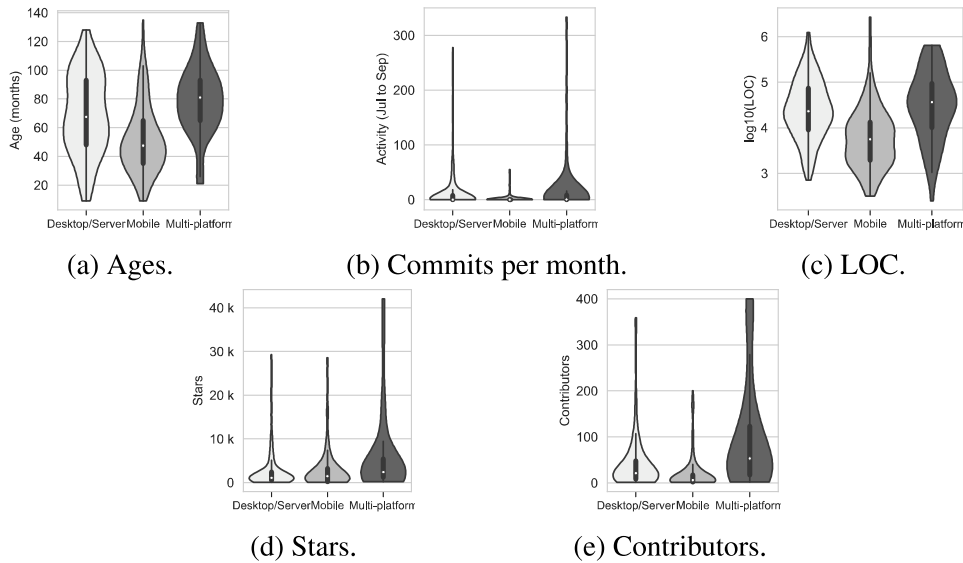 140
120
100
80
60
40
20
Age (months)
Desktop/Server Mobile Multi-platform
(a) Ages.
300
200
100
0
Activity (Jul to Sep)
Desktop/Server Mobile Multi-platform
(b) Commits per month.
6
5
4
3
log10(LOC)
Desktop/Server Mobile Multi-platform
(c) LOC.
40 k
30 k
20 k
10 k
0
Stars
Desktop/Server Mobile Multi-platform
(d) Stars.
400
300
200
100
0
Contributors
Desktop/Server Mobile Multi-platform
(e) Contributors.